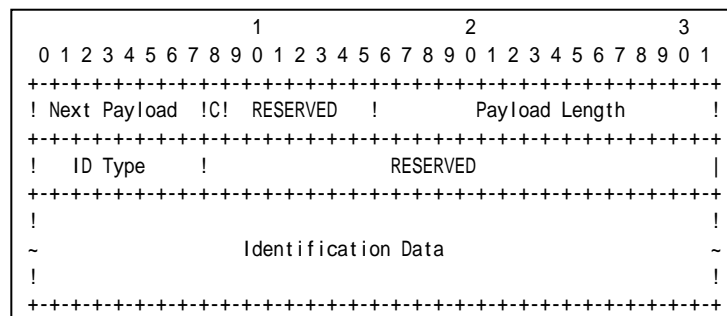 1                   2                   3
 0 1 2 3 4 5 6 7 8 9 0 1 2 3 4 5 6 7 8 9 0 1 2 3 4 5 6 7 8 9 0 1
+-+-+-+-+-+-+-+-+-+-+-+-+-+-+-+-+-+-+-+-+-+-+-+-+-+-+-+-+-+
! Next Payload  !C!  RESERVED   !         Payload Length        !
+-+-+-+-+-+-+-+-+-+-+-+-+-+-+-+-+-+-+-+-+-+-+-+-+-+-+-+-+-+
!   ID Type     !                 RESERVED                      |
+-+-+-+-+-+-+-+-+-+-+-+-+-+-+-+-+-+-+-+-+-+-+-+-+-+-+-+-+-+
!                                                               !
~                   Identification Data                         ~
!                                                               !
+-+-+-+-+-+-+-+-+-+-+-+-+-+-+-+-+-+-+-+-+-+-+-+-+-+-+-+-+-+